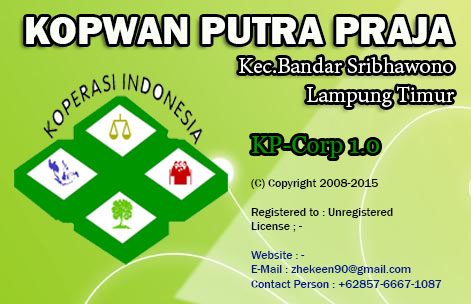 KOPWAN PUTRA PRAJA
Kec.Bandar Sribhawono
Lampung Timur
KOPERASI INDONESIA
KP-Corp 1.0
(C) Copyright 2008-2015
Registered to : Unregistered
License ; -
Website : -
E-Mail : zhekeen90@gmail.com
Contact Person : +62857-6667-1087